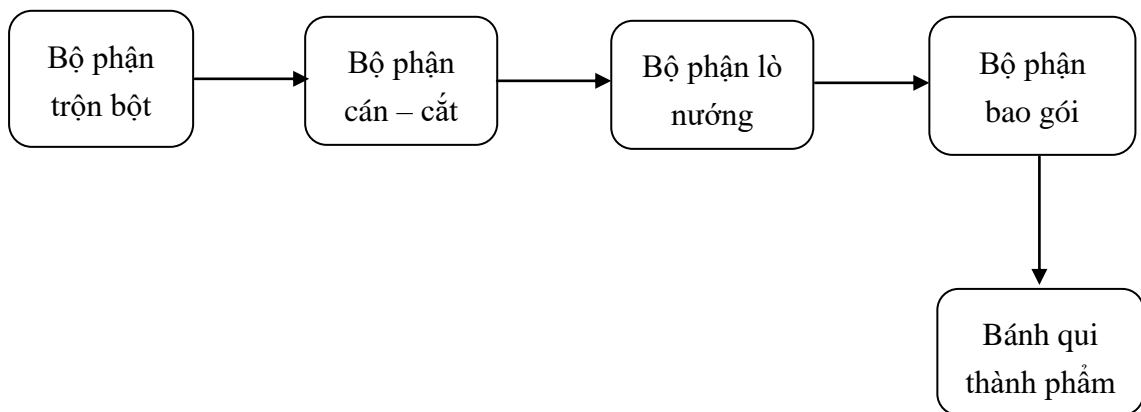 Bộ phận
trộn bột
Bộ phận
cán – cắt
Bộ phận lò
nướng
Bộ phận
bao gói
Bánh qui
thành phẩm